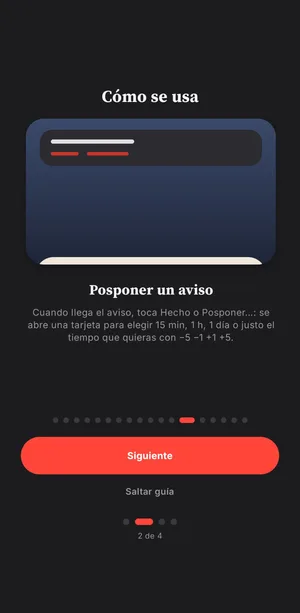 Cómo se usa
Posponer un aviso
Cuando llega el aviso, toca Hecho o Posponer...: se
abre una tarjeta para elegir 15 min, 1 h, 1 día o justo el
tiempo que quieras con −5 −1 +1 +5.
Siguiente
Saltar guía
2 de 4